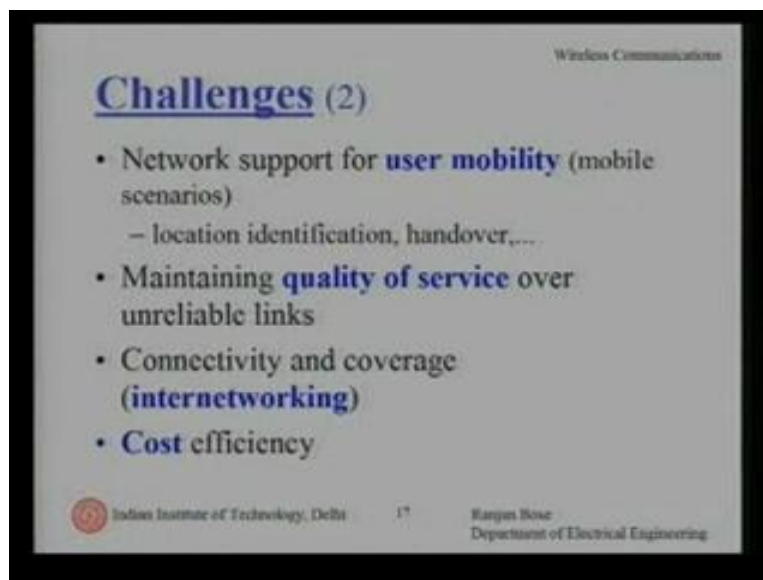 Wireless Communications
Challenges (2)
• Network support for user mobility (mobile
scenarios)
– location identification, handover,...
• Maintaining quality of service over
unreliable links
• Connectivity and coverage
(internetworking)
• Cost efficiency
Indian Institute of Technology, Delhi
17
Ranjan Bose
Department of Electrical Engineering